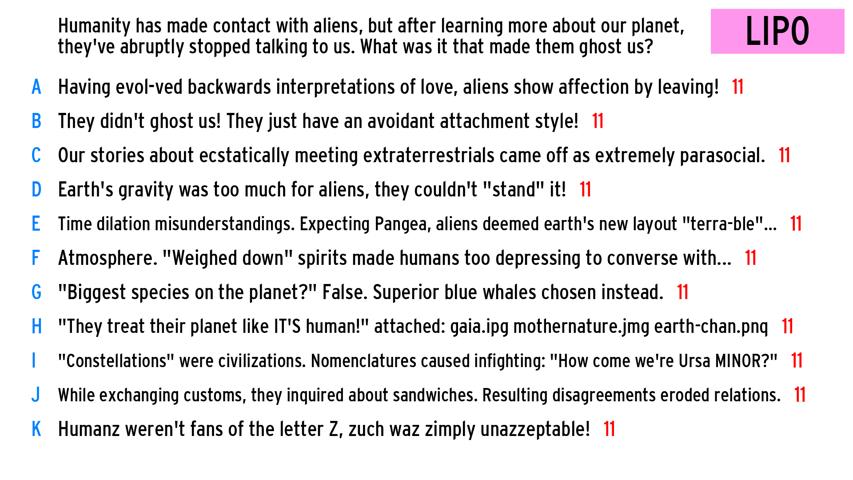 Humanity has made contact with aliens, but after learning more about our planet,
they've abruptly stopped talking to us. What was it that made them ghost us?
LIPO
A Having evol-ved backwards interpretations of love, aliens show affection by leaving! 11
B They didn't ghost us! They just have an avoidant attachment style! 11
C Our stories about ecstatically meeting extraterrestrials came off as extremely parasocial. 11
D Earth's gravity was too much for aliens, they couldn't "stand" it! 11
E Time dilation misunderstandings. Expecting Pangea, aliens deemed earth's new layout "terra-ble"... 11
F Atmosphere. "Weighed down" spirits made humans too depressing to converse with... 11
G "Biggest species on the planet?" False. Superior blue whales chosen instead. 11
H "They treat their planet like IT'S human!" attached: gaia.ipg mothernature.jmg earth-chan.pnq 11
I "Constellations" were civilizations. Nomenclatures caused infighting: "How come we're Ursa MINOR?" 11
J While exchanging customs, they inquired about sandwiches. Resulting disagreements eroded relations. 11
K Humanz weren't fans of the letter Z, zuch waz zimply unazzeptable! 11